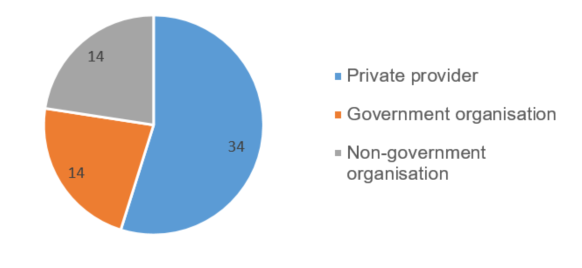 14
34
14
Private provider
Government organisation
Non-government
organisation